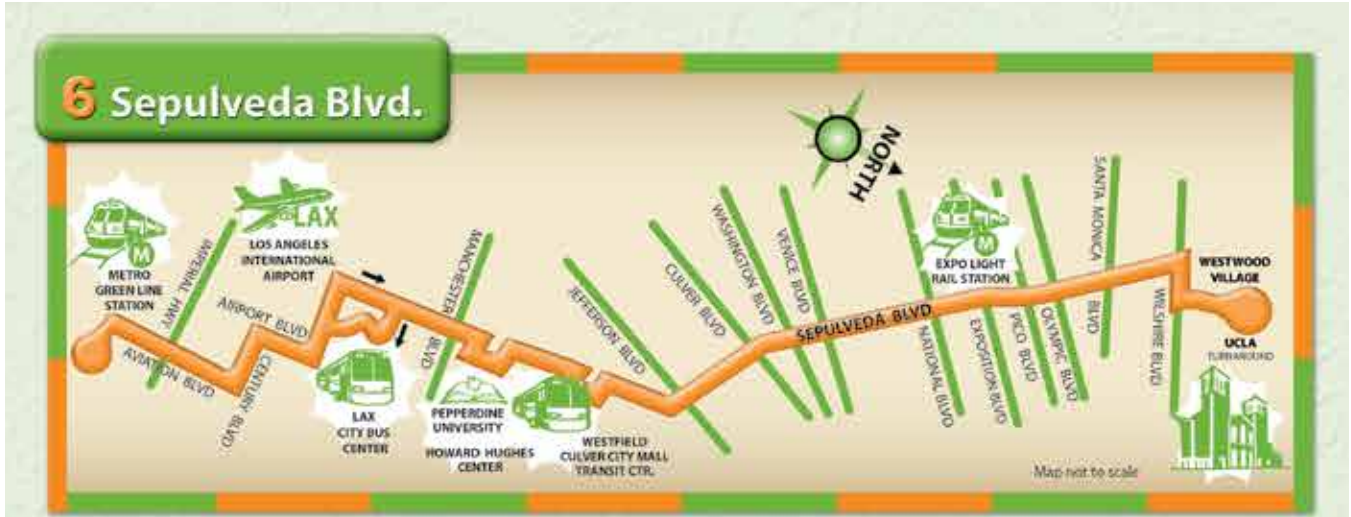 6 Sepulveda Blvd.
NORTH
METRO
GREEN LINE
STATION
M
IMPERIAL HWY
LAX
LOS ANGELES
INTERNATIONAL
AIRPORT
AVIATION BLVD
AIRPORT BLVD
CENTURY BLVD
LAX
CITY BUS
CENTER
MANCHESTER
BLVD
PEPPERDINE
UNIVERSITY
HOWARD HUGHES
CENTER
WESTFIELD
CULVER CITY MALL
TRANSIT CTR.
JEFFERSON BLVD
CULVER BLVD
WASHINGTON BLVD
VENICE BLVD
SEPULVEDA BLVD
NATIONAL BLVD
M
EXPO LIGHT
RAIL STATION
EXPOSITION BLVD
PICO BLVD
OLYMPIC BLVD
SANTA MONICA
BLVD
WILSHIRE BLVD
WESTWOOD
VILLAGE
UCLA
TURNAROUND
Map not to scale